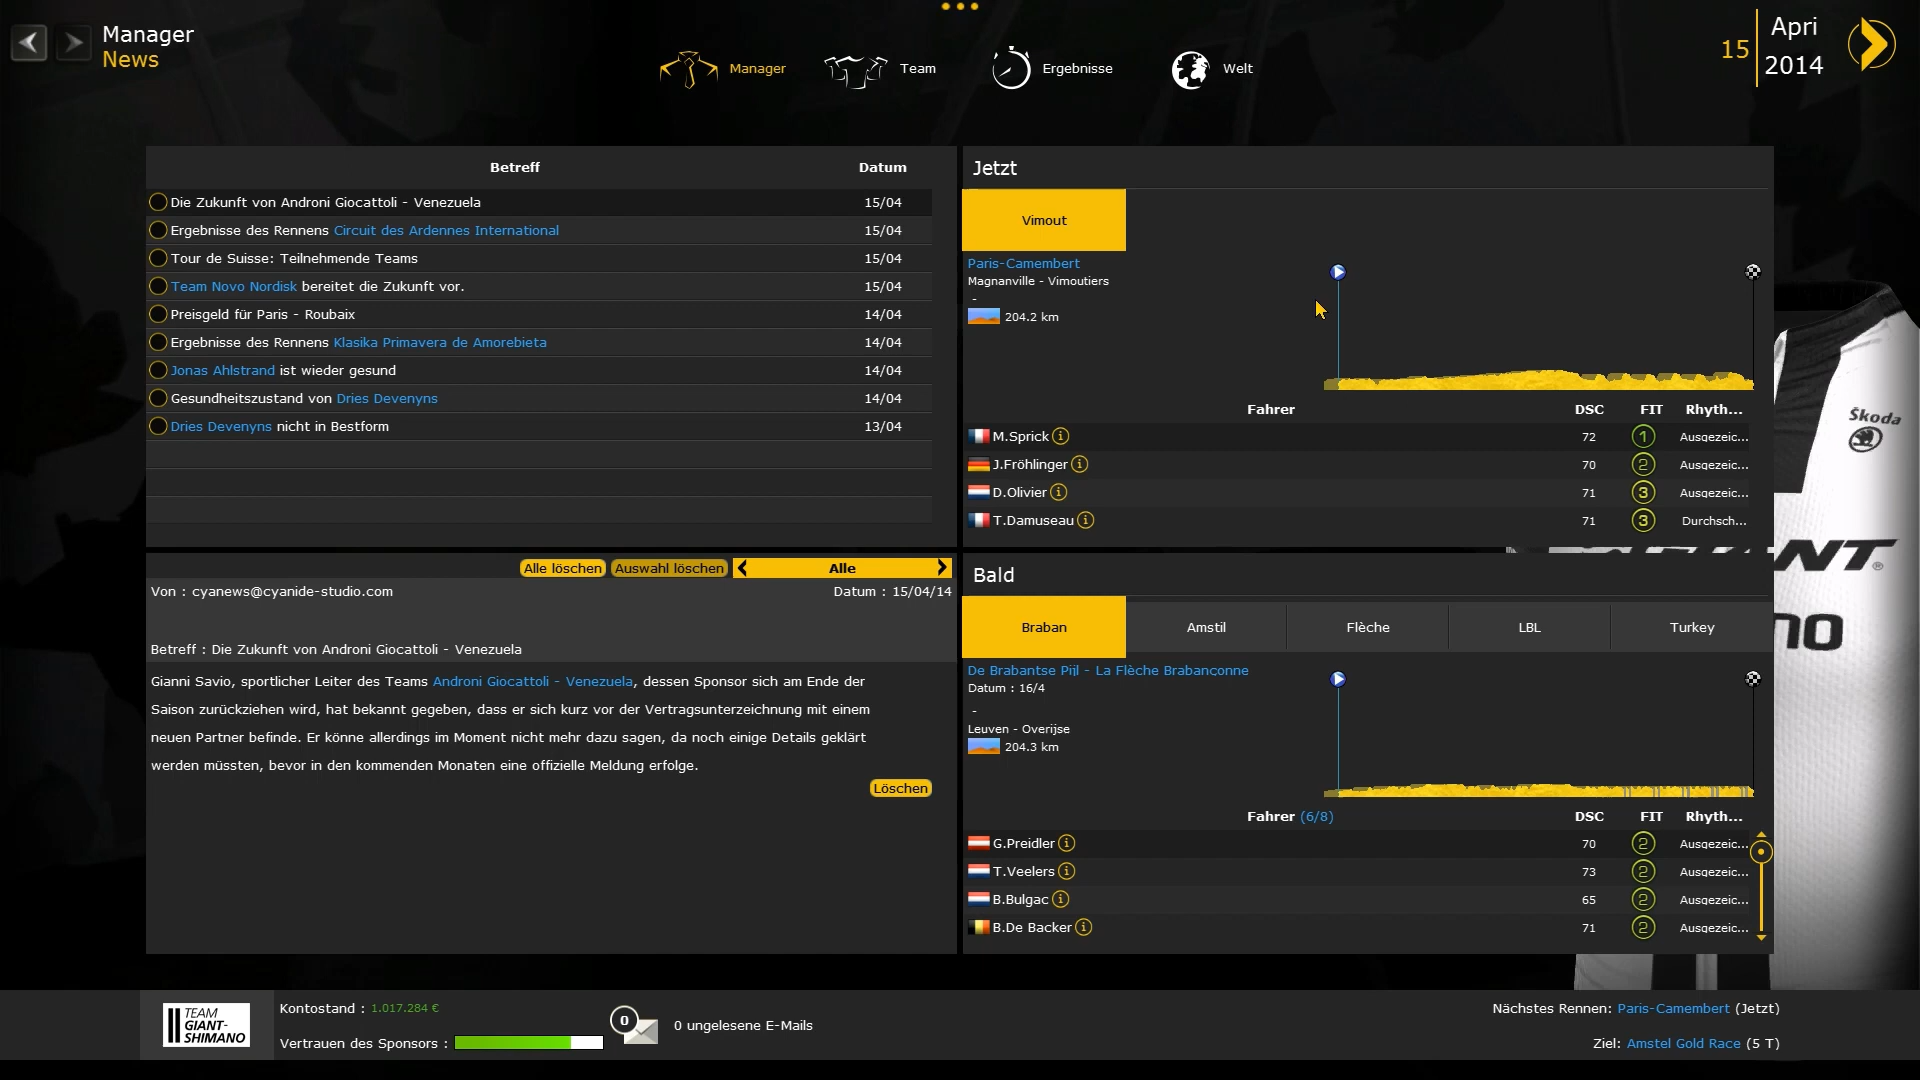 Manager
News
Manager
Team
Ergebnisse
Welt
15
Apri
2014
Betreff Datum
Die Zukunft von Androni Giocattoli - Venezuela 15/04
Ergebnisse des Rennens Circuit des Ardennes International 15/04
Tour de Suisse: Teilnehmende Teams 15/04
Team Novo Nordisk bereitet die Zukunft vor. 15/04
Preisgeld für Paris - Roubaix 14/04
Ergebnisse des Rennens Klasika Primavera de Amorebieta 14/04
Jonas Ahlstrand ist wieder gesund 14/04
Gesundheitszustand von Dries Devenyns 14/04
Dries Devenyns nicht in Bestform 13/04
Alle löschen Auswahl löschen Alle
Von : cyanews@cyanide-studio.com Datum : 15/04/14
Betreff : Die Zukunft von Androni Giocattoli - Venezuela
Gianni Savio, sportlicher Leiter des Teams Androni Giocattoli - Venezuela, dessen Sponsor sich am Ende der
Saison zurückziehen wird, hat bekannt gegeben, dass er sich kurz vor der Vertragsunterzeichnung mit einem
neuen Partner befinde. Er könne allerdings im Moment nicht mehr dazu sagen, da noch einige Details geklärt
werden müssten, bevor in den kommenden Monaten eine offizielle Meldung erfolge.
Löschen
Jetzt
Vimout
Paris-Camembert
Magnanville - Vimoutiers
-
204.2 km
Fahrer DSC FIT Rhyth...
M.Sprick i 72 1 Ausgezeic...
J.Fröhlinger i 70 2 Ausgezeic...
D.Olivier i 71 3 Ausgezeic...
T.Damuseau i 71 3 Durchsch...
Bald
Braban Amstil Flèche LBL Turkey
De Brabantse Pijl - La Flèche Brabançonne
Datum : 16/4
-
Leuven - Overijse
204.3 km
Fahrer (6/8) DSC FIT Rhyth...
G.Preidler i 70 2 Ausgezeic...
T.Veelers i 73 2 Ausgezeic...
B.Bulgac i 65 2 Ausgezeic...
B.De Backer i 71 2 Ausgezeic...
ŠKODA
NT®
no
TEAM
GIANT-
SHIMANO
Kontostand : 1.017.284 €
Vertrauen des Sponsors :
0
0 ungelesene E-Mails
Nächstes Rennen: Paris-Camembert (Jetzt)
Ziel: Amstel Gold Race (5 T)